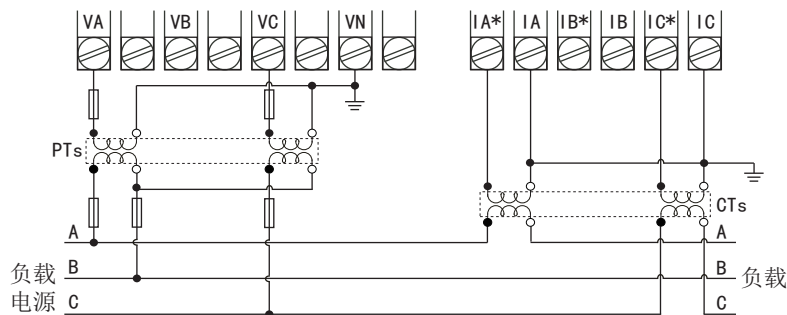 VA VB VC VN IA* IA IB* IB IC* IC
PTs
CTs
A A
负载 B B 负载
电源 C C